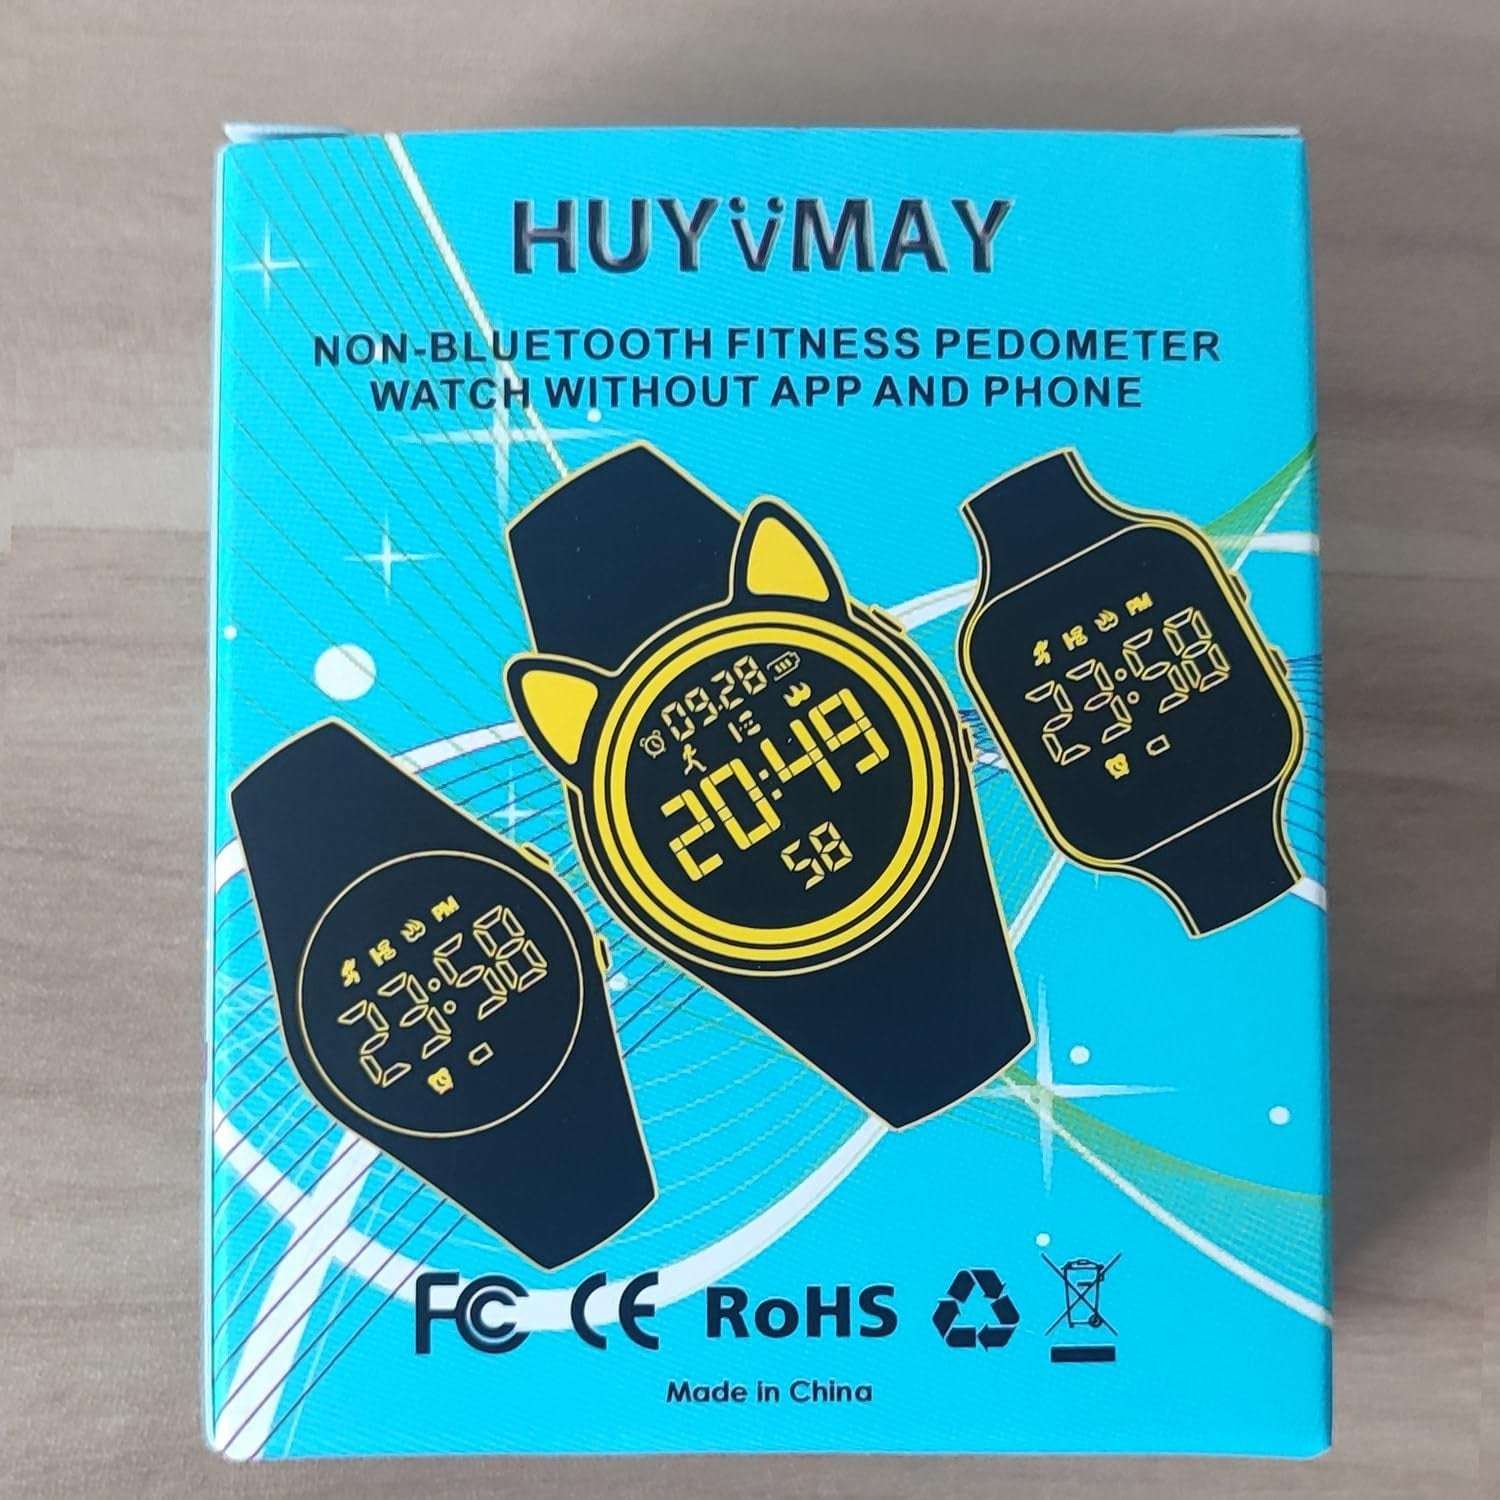 HUYVMAY
NON-BLUETOOTH FITNESS PEDOMETER
WATCH WITHOUT APP AND PHONE
09.28
20:49
58
PM
23:58
PM
23:58
FC CE RoHS
Made in China